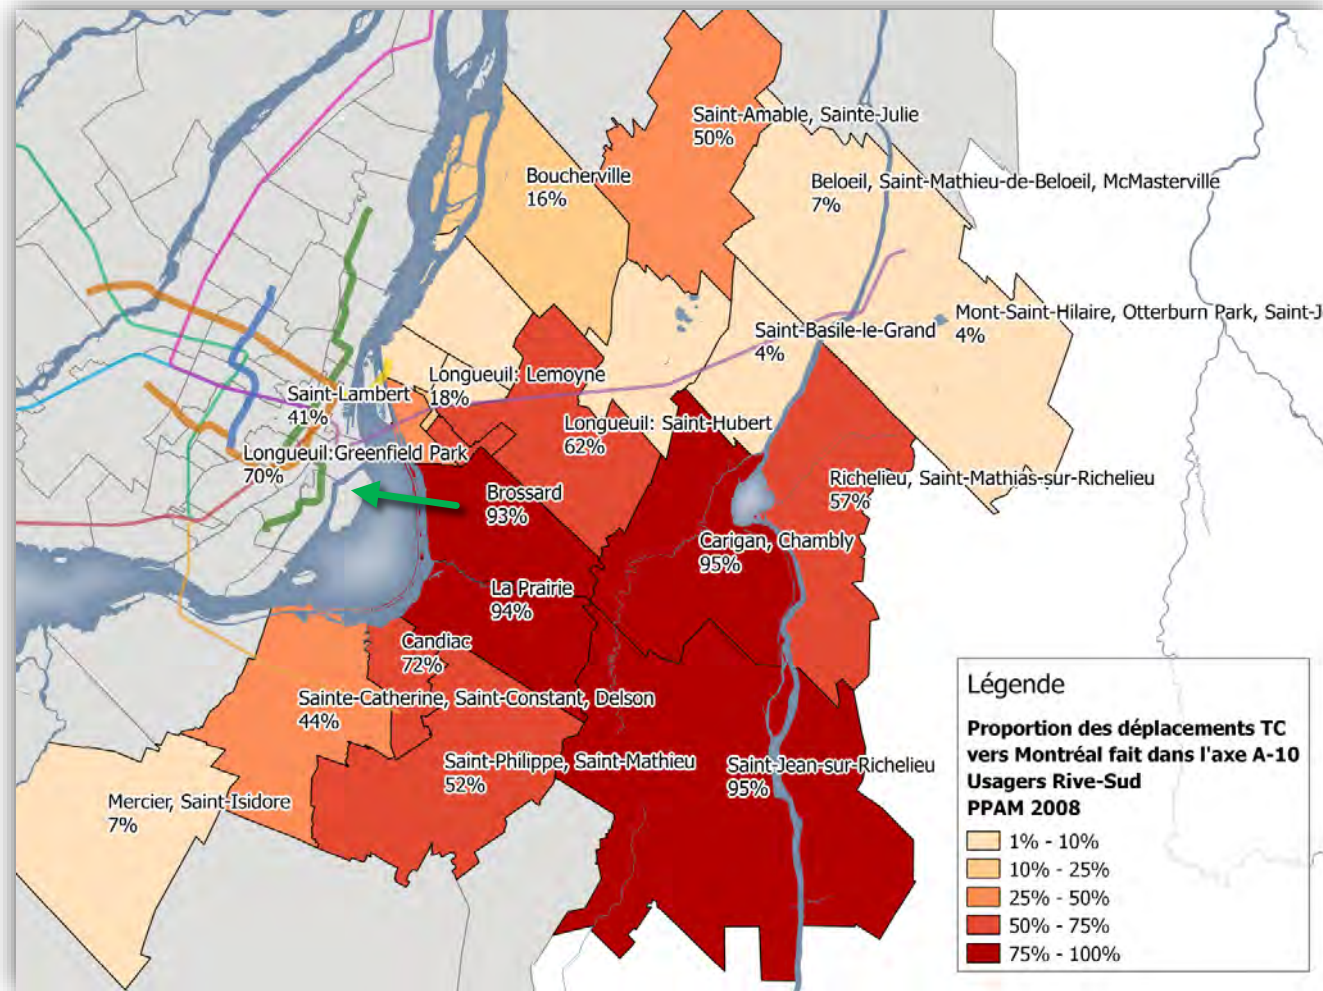 Saint-Amable, Sainte-Julie
50%
Boucherville
16%
Beloeil, Saint-Mathieu-de-Beloeil, McMasterville
7%
Mont-Saint-Hilaire, Otterburn Park, Saint-J
4%
Saint-Basile-le-Grand
4%
Longueuil: Lemoyne
18%
Saint-Lambert
41%
Longueuil: Saint-Hubert
62%
Longueuil:Greenfield Park
70%
Richelieu, Saint-Mathias-sur-Richelieu
57%
Brossard
93%
Carigan, Chambly
95%
La Prairie
94%
Candiac
72%
Sainte-Catherine, Saint-Constant, Delson
44%
Saint-Philippe, Saint-Mathieu
52%
Saint-Jean-sur-Richelieu
95%
Mercier, Saint-Isidore
7%
Légende
Proportion des déplacements TC
vers Montréal fait dans l'axe A-10
Usagers Rive-Sud
PPAM 2008
1% - 10%
10% - 25%
25% - 50%
50% - 75%
75% - 100%